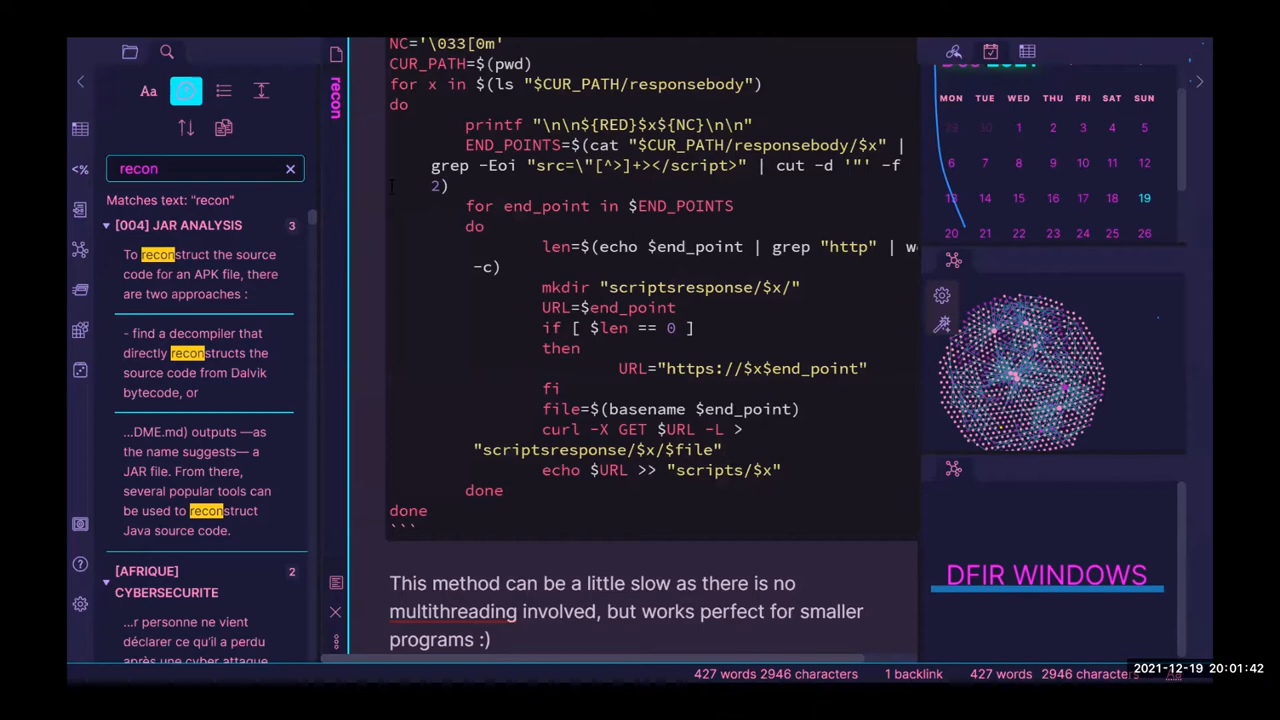 Aa
recon
Matches text: "recon"
[004] JAR ANALYSIS 3
To reconstruct the source
code for an APK file, there
are two approaches :
- find a decompiler that
directly reconstructs the
source code from Dalvik
bytecode, or
...DME.md) outputs —as
the name suggests— a
JAR file. From there,
several popular tools can
be used to reconstruct
Java source code.
[AFRIQUE] 2
CYBERSECURITE
...r personne ne vient
déclarer ce qu'il a perdu
après une cyber attaque
recon
NC='\033[0m'
CUR_PATH=$(pwd)
for x in $(ls "$CUR_PATH/responsebody")
do
printf "\n\n${RED}$x${NC}\n\n"
END_POINTS=$(cat "$CUR_PATH/responsebody/$x" |
grep -Eoi "src=\"[^>]+></script>" | cut -d '"' -f
2)
for end_point in $END_POINTS
do
len=$(echo $end_point | grep "http" |
-c)
mkdir "scriptsresponse/$x/"
URL=$end_point
if [ $len == 0 ]
then
URL="https://$x$end_point"
fi
file=$(basename $end_point)
curl -X GET $URL -L >
"scriptsresponse/$x/$file"
echo $URL >> "scripts/$x"
done
done
```
This method can be a little slow as there is no
multithreading involved, but works perfect for smaller
programs :)
MON TUE WED THU FRI SAT SUN
29 30 1 2 3 4 5
6 7 8 9 10 11 12
13 14 15 16 17 18 19
20 21 22 23 24 25 26
DFIR WINDOWS
427 words 2946 characters 1 backlink 427 words 2946 characters
2021-12-19 20:01:42